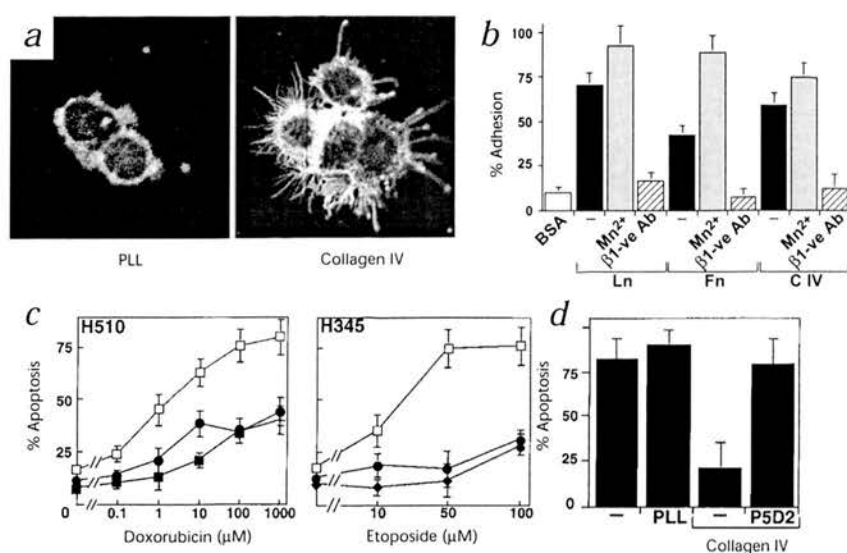 a
PLL
Collagen IV
b
% Adhesion
100
75
50
25
0
BSA
–
Mn2+
β1-ve Ab
–
Mn2+
β1-ve Ab
–
Mn2+
β1-ve Ab
Ln
Fn
C IV
c
H510
% Apoptosis
75
50
25
0
0.1
1
10
100
1000
Doxorubicin (μM)
H345
10
50
100
Etoposide (μM)
d
% Apoptosis
75
50
25
0
–
PLL
–
P5D2
Collagen IV